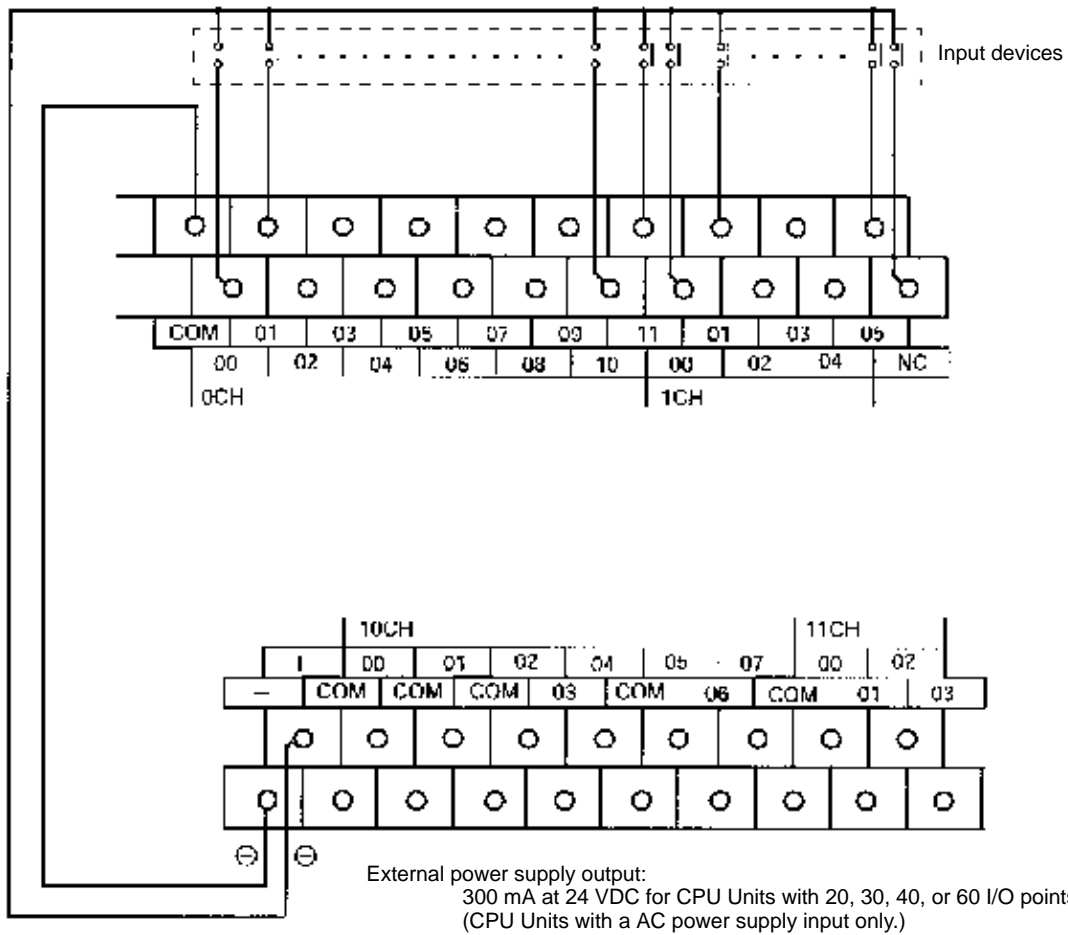 Input devices
COM 01 03 05 07 09 11 01 03 05
00 02 04 06 08 10 00 02 04 NC
0CH 1CH
10CH 11CH
00 01 02 04 05 07 00 02
– COM COM COM 03 COM 06 COM 01 03
⊖ ⊖
External power supply output:
300 mA at 24 VDC for CPU Units with 20, 30, 40, or 60 I/O points
(CPU Units with a AC power supply input only.)